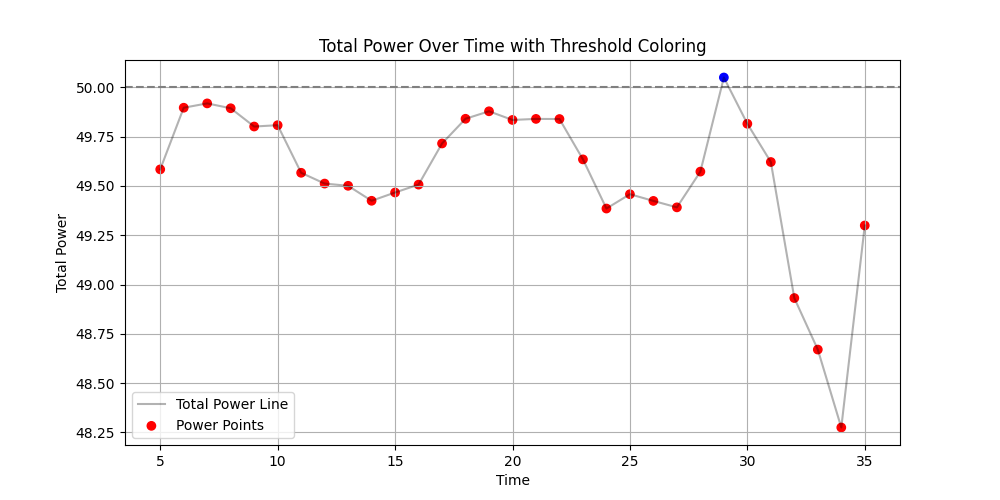 Total Power Over Time with Threshold Coloring
Total Power
50.00
49.75
49.50
49.25
49.00
48.75
48.50
48.25
Total Power Line
Power Points
5 10 15 20 25 30 35
Time